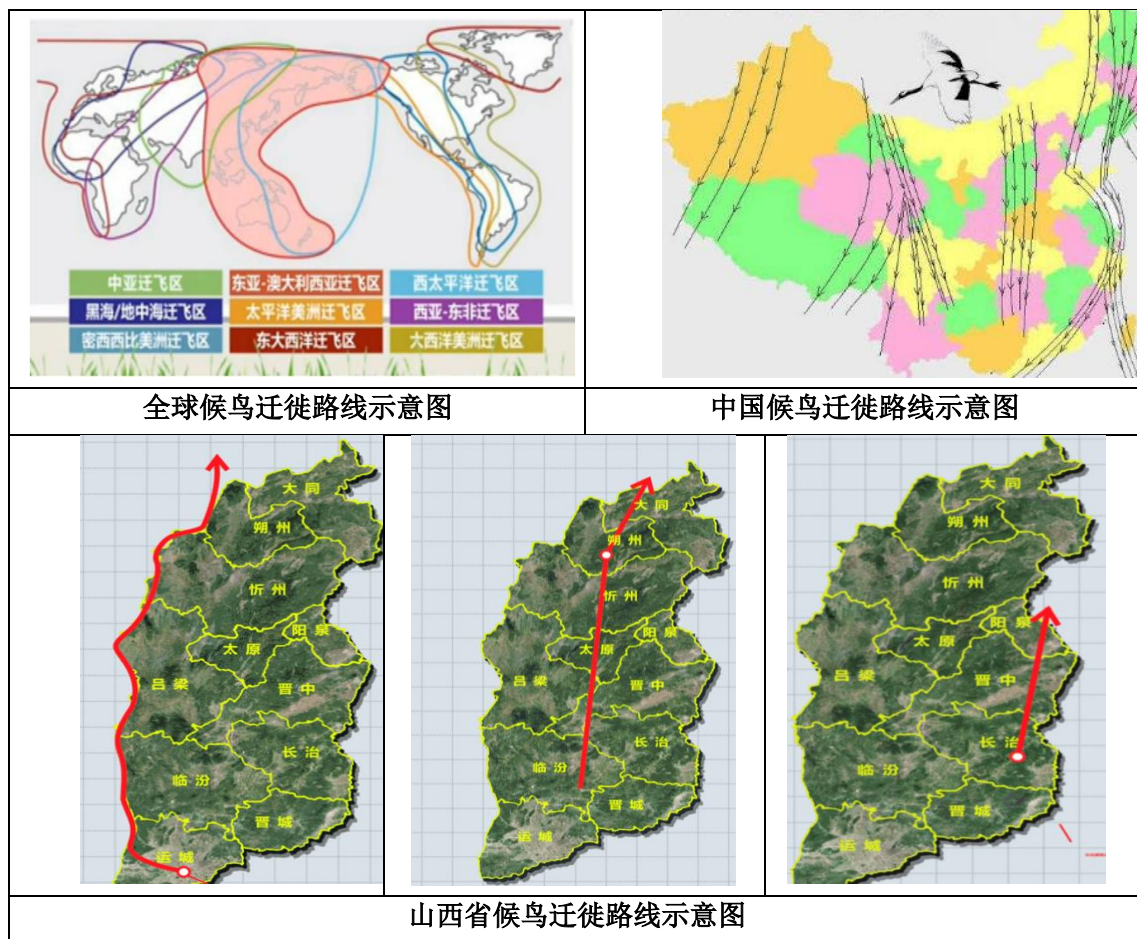 中亚迁飞区 东亚-澳大利西亚迁飞区 西太平洋迁飞区
黑海/地中海迁飞区 太平洋美洲迁飞区 西亚-东非迁飞区
密西西比美洲迁飞区 东大西洋迁飞区 大西洋美洲迁飞区
全球候鸟迁徙路线示意图
中国候鸟迁徙路线示意图
大同
朔州
忻州
阳泉
太原
吕梁
晋中
长治
临汾
晋城
运城
大同
朔州
忻州
阳泉
太原
吕梁
晋中
长治
临汾
晋城
运城
大同
朔州
忻州
阳泉
太原
吕梁
晋中
长治
临汾
晋城
运城
山西省候鸟迁徙路线示意图